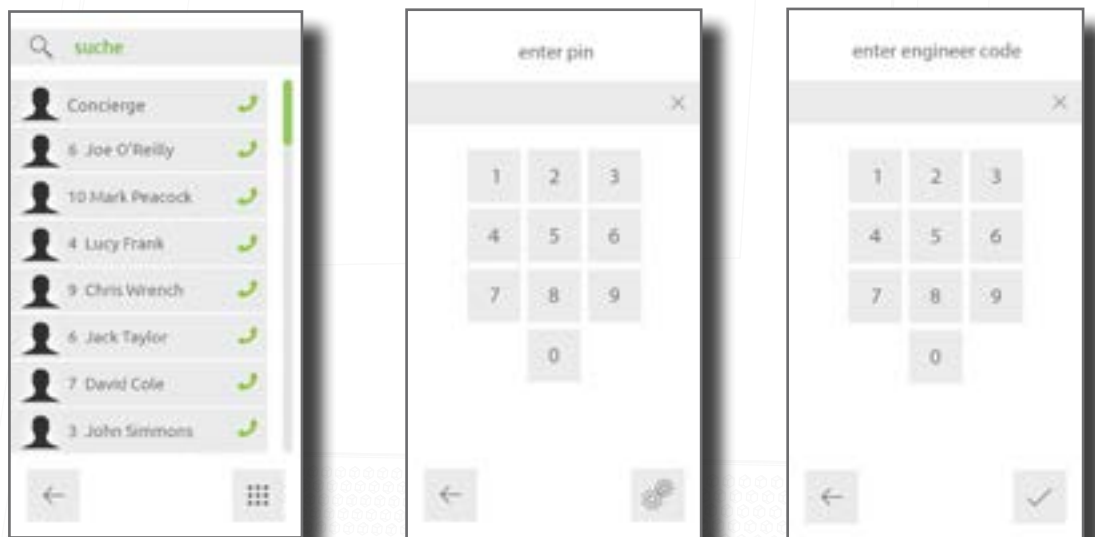 suche
Concierge
6 Joe O'Reilly
10 Mark Peacock
4 Lucy Frank
9 Chris Wrench
6 Jack Taylor
7 David Cole
3 John Simmons
enter pin
1 2 3
4 5 6
7 8 9
0
enter engineer code
1 2 3
4 5 6
7 8 9
0